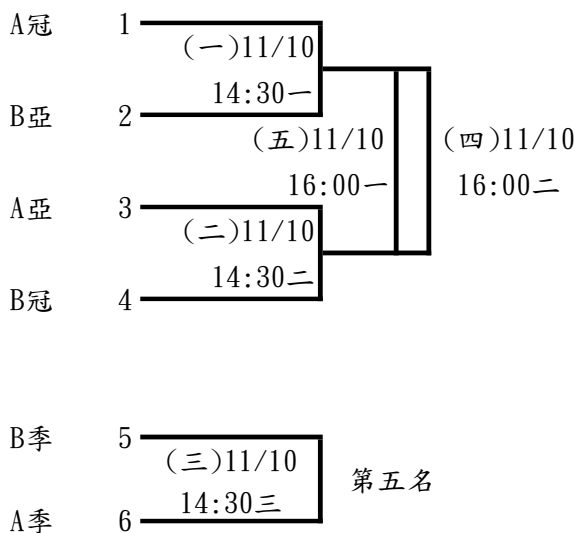 A冠 1
(一)11/10
14:30一
B亞 2
(五)11/10
(四)11/10
16:00一
16:00二
A亞 3
(二)11/10
14:30二
B冠 4
B季 5
(三)11/10
14:30三
第五名
A季 6